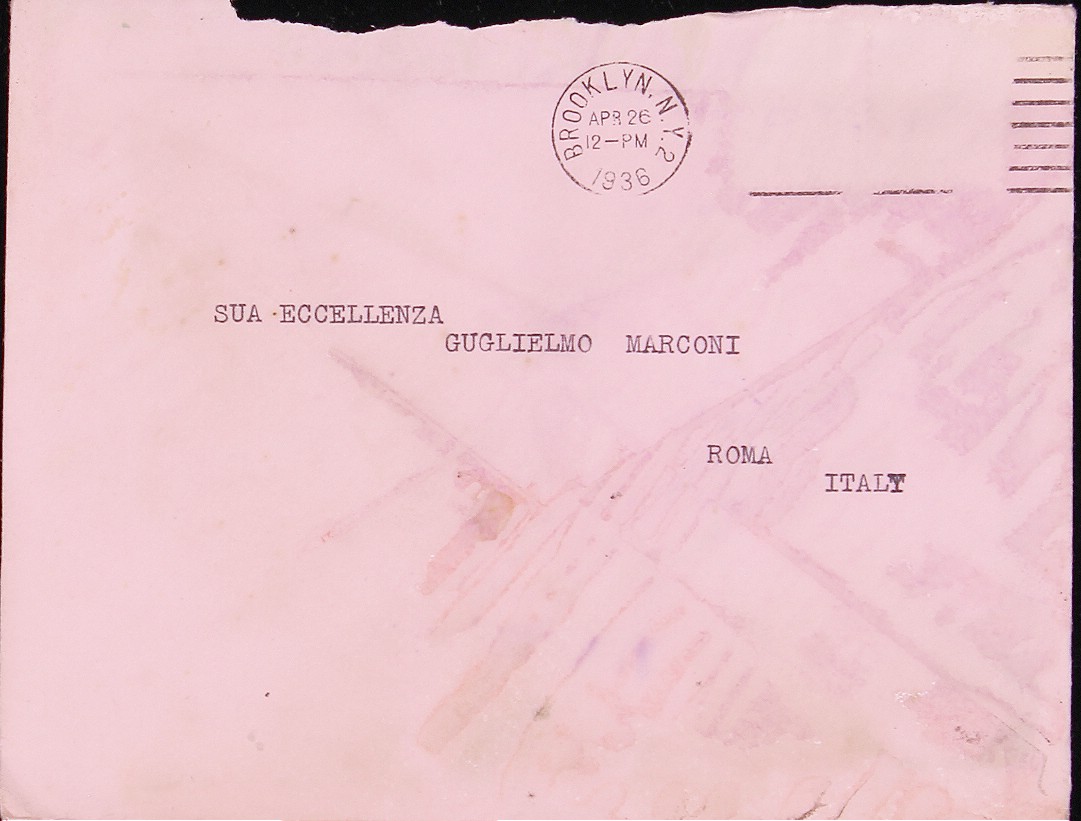 BROOKLYN, N.Y. 2
APR 26
12-PM
1936
SUA ECCELLENZA
GUGLIELMO MARCONI
ROMA
ITALY